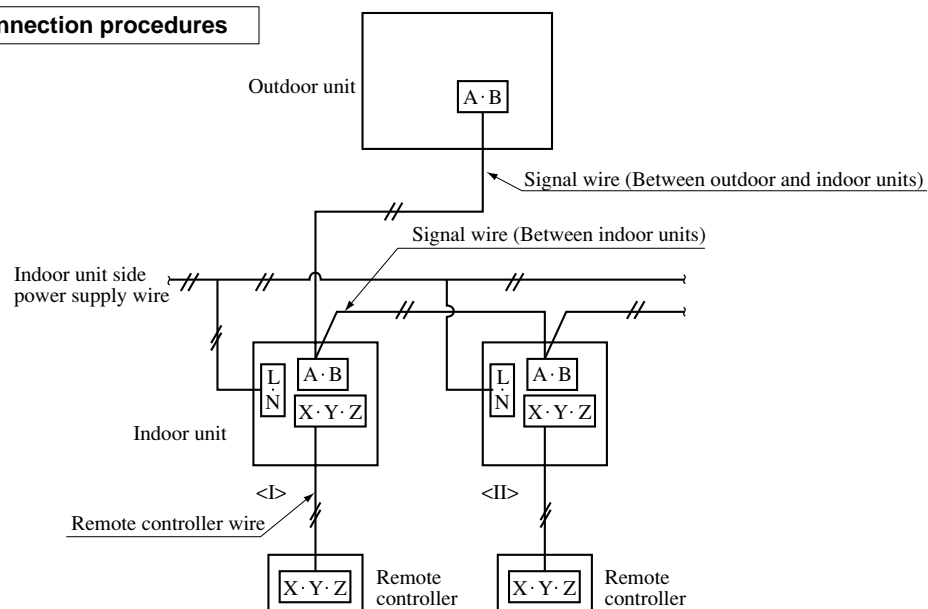 nnection procedures
Outdoor unit
A·B
Signal wire (Between outdoor and indoor units)
Signal wire (Between indoor units)
Indoor unit side
power supply wire
L·N
A·B
X·Y·Z
Indoor unit
L·N
A·B
X·Y·Z
<I>
<II>
Remote controller wire
X·Y·Z
Remote
controller
X·Y·Z
Remote
controller